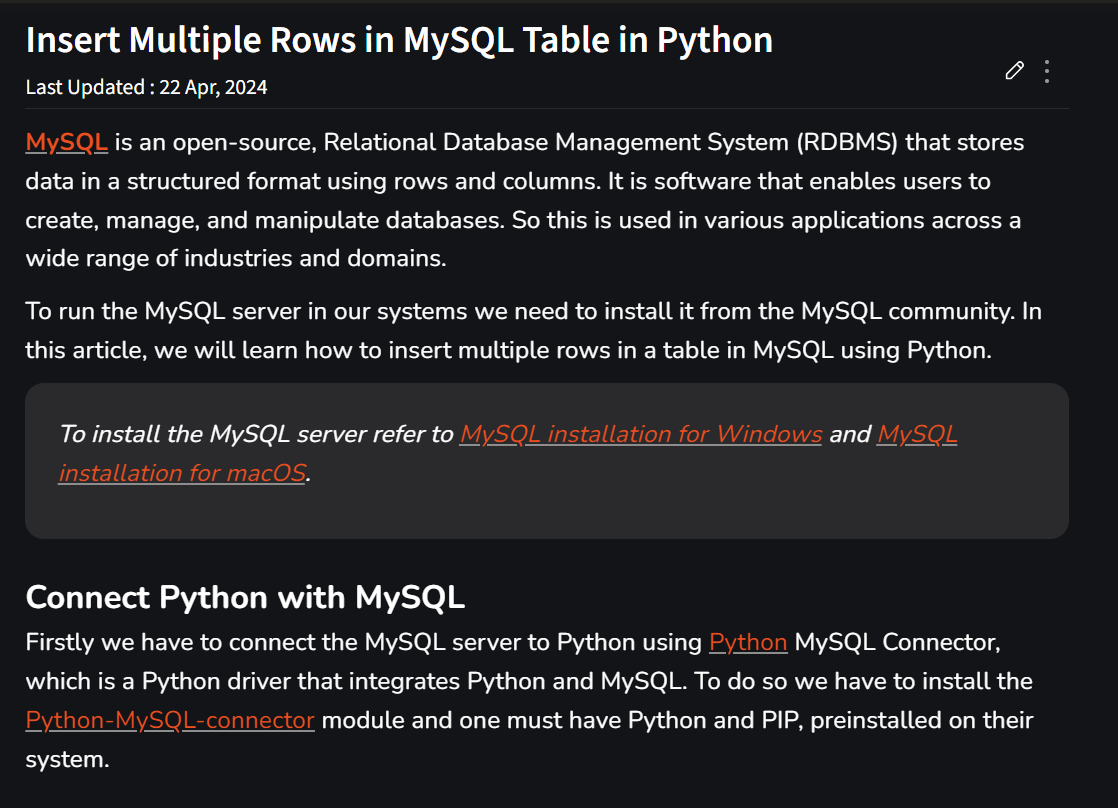 Insert Multiple Rows in MySQL Table in Python
Last Updated : 22 Apr, 2024
MySQL is an open-source, Relational Database Management System (RDBMS) that stores
data in a structured format using rows and columns. It is software that enables users to
create, manage, and manipulate databases. So this is used in various applications across a
wide range of industries and domains.
To run the MySQL server in our systems we need to install it from the MySQL community. In
this article, we will learn how to insert multiple rows in a table in MySQL using Python.
To install the MySQL server refer to MySQL installation for Windows and MySQL
installation for macOS.
Connect Python with MySQL
Firstly we have to connect the MySQL server to Python using Python MySQL Connector,
which is a Python driver that integrates Python and MySQL. To do so we have to install the
Python-MySQL-connector module and one must have Python and PIP, preinstalled on their
system.